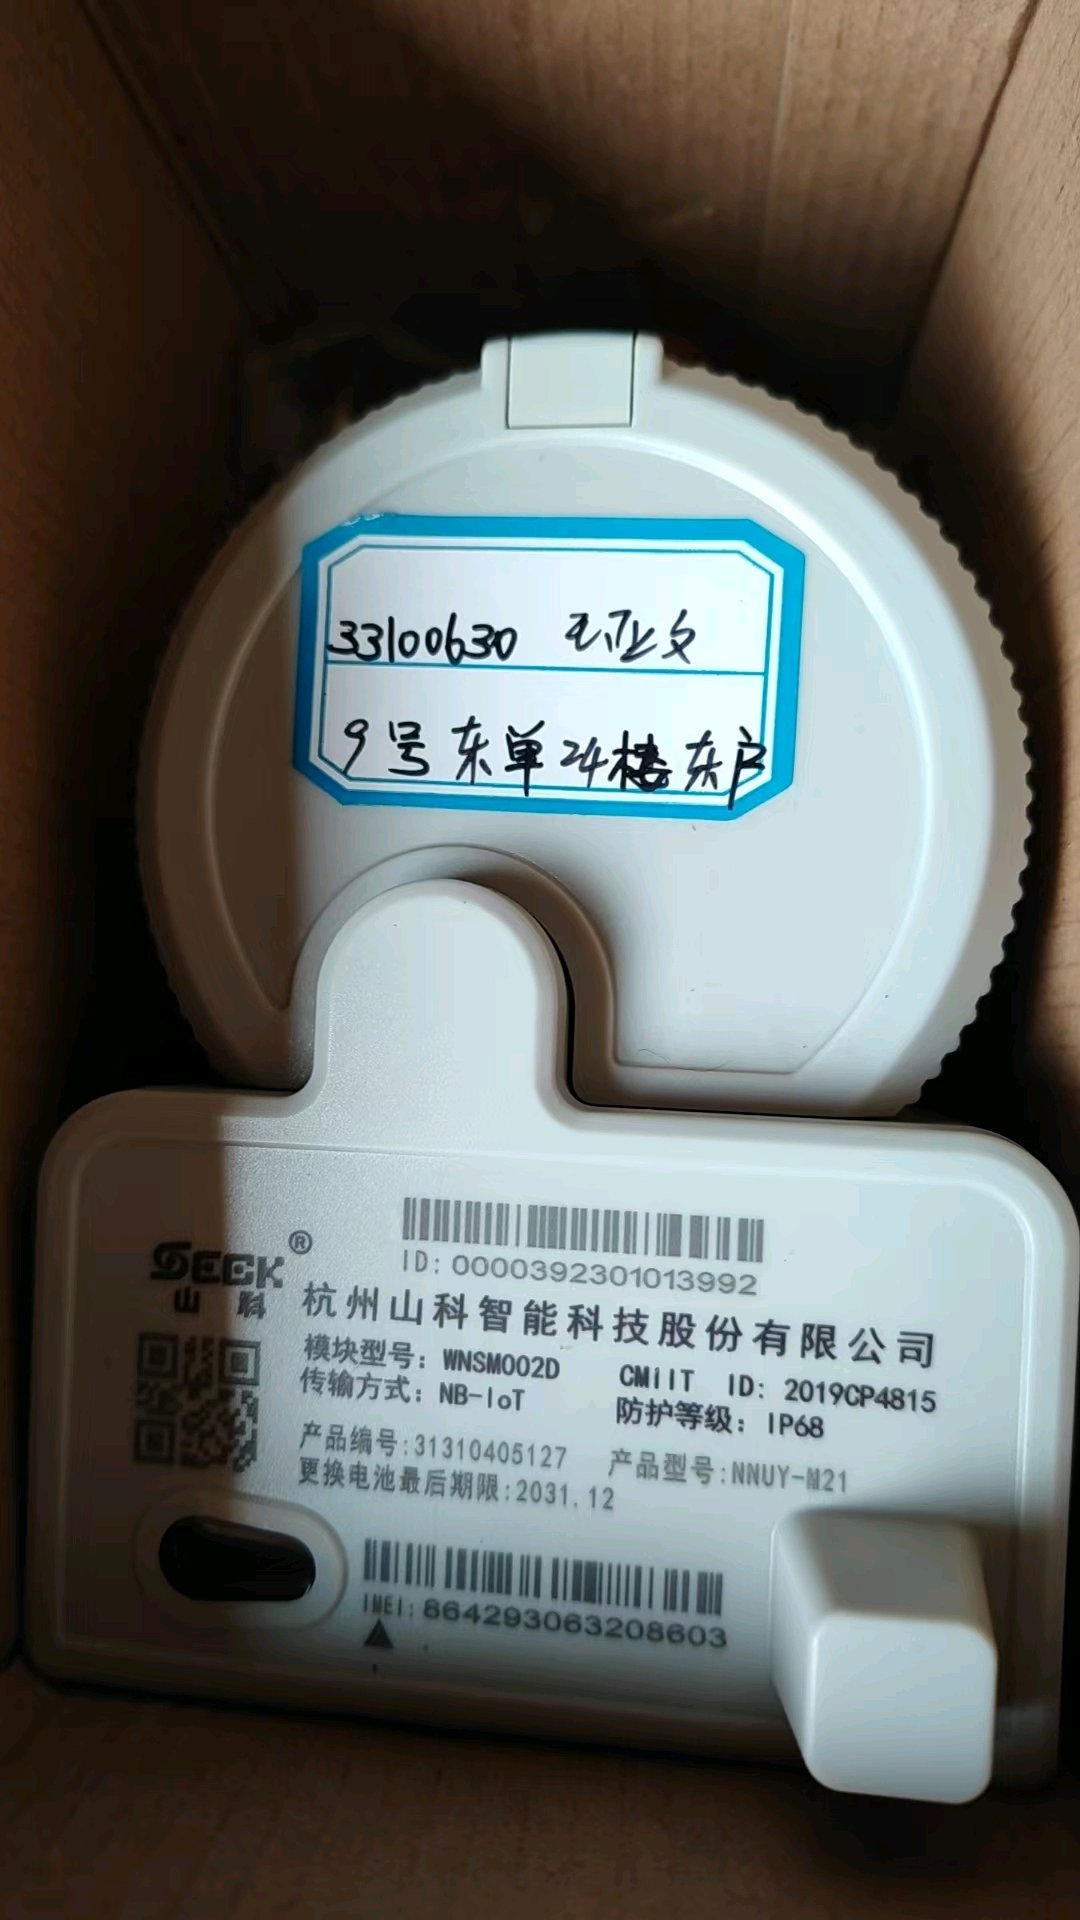 33100630 王亚文
9号东单24楼东户
ID: 0000392301013992
SECK®
山科
杭州山科智能科技股份有限公司
模块型号: WNSM002D CMIIT ID: 2019CP4815
传输方式: NB-IoT 防护等级: IP68
产品编号:31310405127 产品型号:NNUY-M21
更换电池最后期限:2031.12
IMEI: 864293063208603